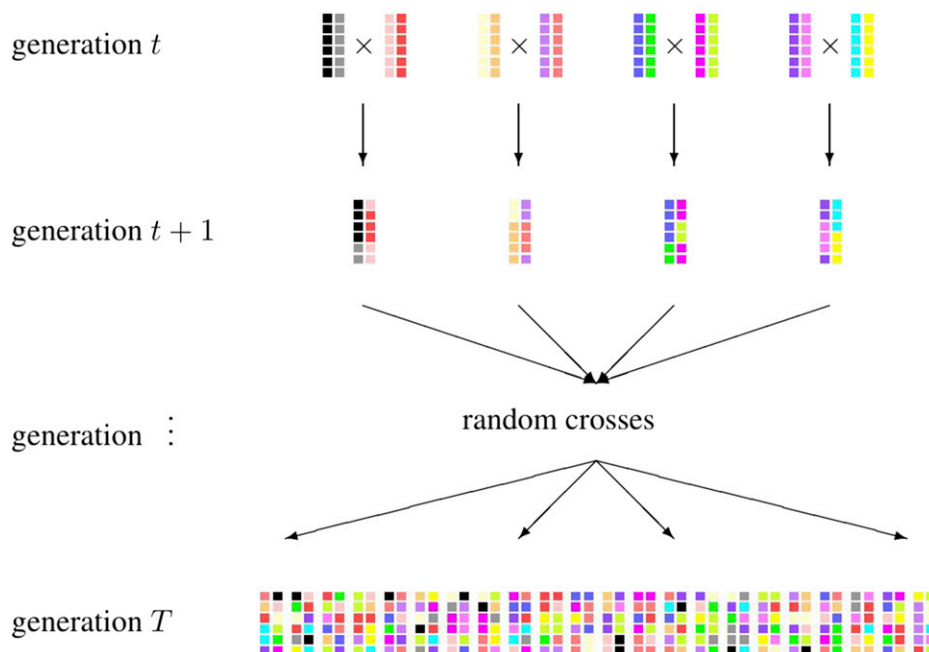 generation t
× × × ×
generation t + 1
generation ⋮
random crosses
generation T